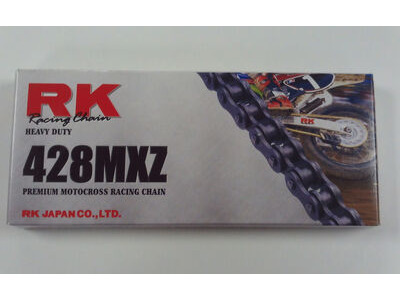 RK
Racing Chain
HEAVY DUTY
428MXZ
PREMIUM MOTOCROSS RACING CHAIN
RK JAPAN CO., LTD.
RK